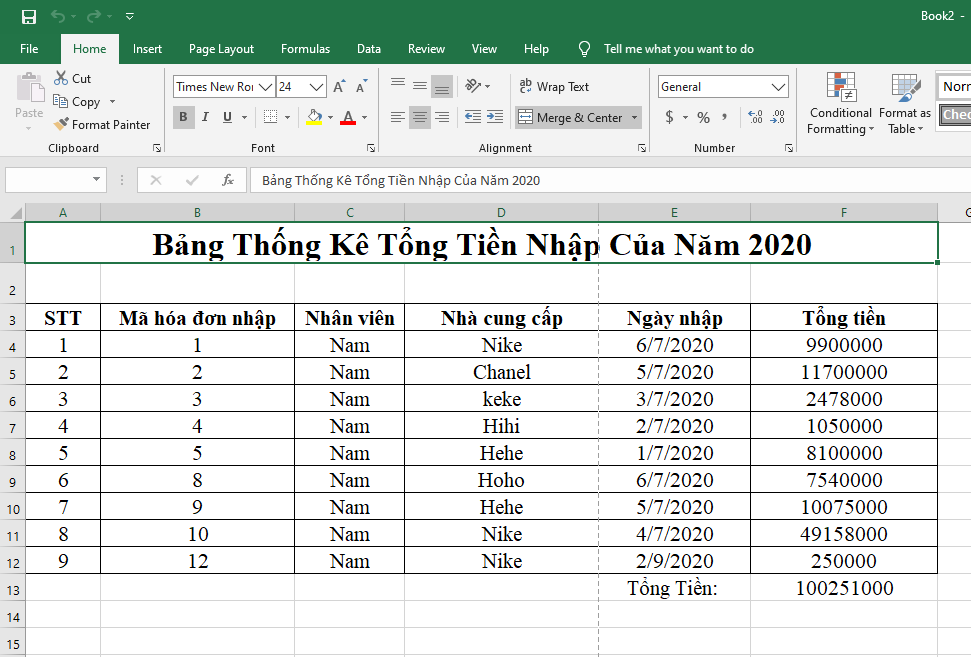 Book2 -
File Home Insert Page Layout Formulas Data Review View Help Tell me what you want to do
Cut
Copy
Format Painter
Paste
Clipboard
Times New Ro 24 A A
B I U A
Font
ab Wrap Text
Merge & Center
Alignment
General
$ % , .00 .00
Number
Conditional Formatting
Format as Table
Clipboard Font Alignment Number
fx Bảng Thống Kê Tổng Tiền Nhập Của Năm 2020
A B C D E F
1 Bảng Thống Kê Tổng Tiền Nhập Của Năm 2020
2
3 STT Mã hóa đơn nhập Nhân viên Nhà cung cấp Ngày nhập Tổng tiền
4 1 1 Nam Nike 6/7/2020 9900000
5 2 2 Nam Chanel 5/7/2020 11700000
6 3 3 Nam keke 3/7/2020 2478000
7 4 4 Nam Hihi 2/7/2020 1050000
8 5 5 Nam Hehe 1/7/2020 8100000
9 6 8 Nam Hoho 6/7/2020 7540000
10 7 9 Nam Hehe 5/7/2020 10075000
11 8 10 Nam Nike 4/7/2020 49158000
12 9 12 Nam Nike 2/9/2020 250000
13 Tổng Tiền: 100251000
14
15